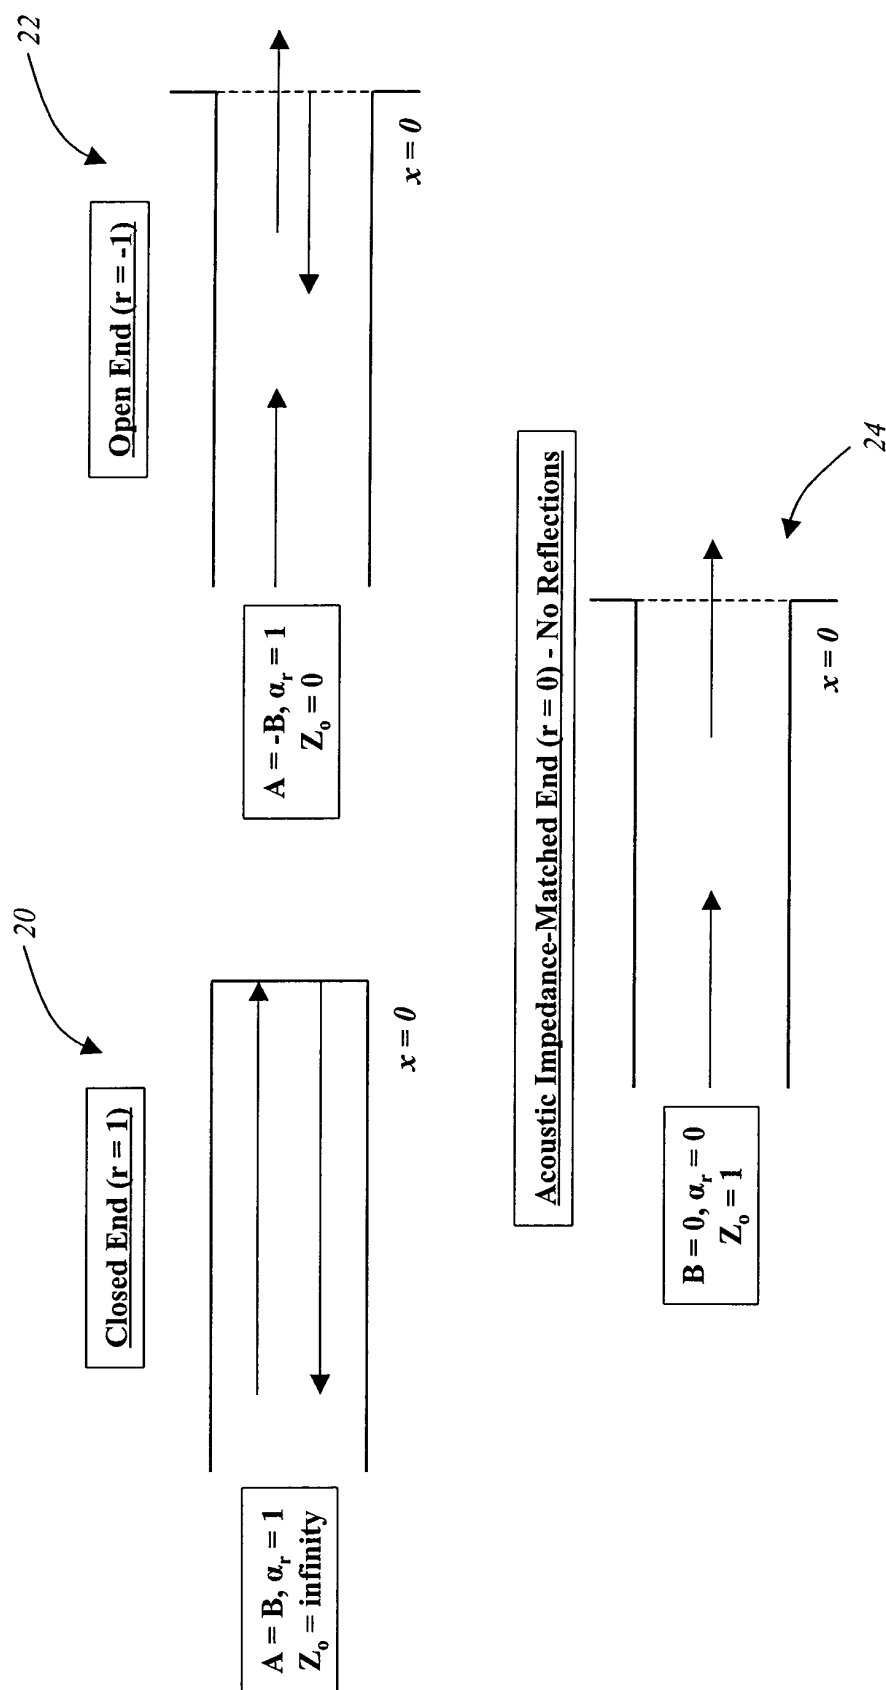 20
Closed End (r = 1)
A = B, αr = 1
Zo = infinity
x = 0
22
Open End (r = -1)
A = -B, αr = 1
Zo = 0
x = 0
Acoustic Impedance-Matched End (r = 0) - No Reflections
B = 0, αr = 0
Zo = 1
x = 0
24